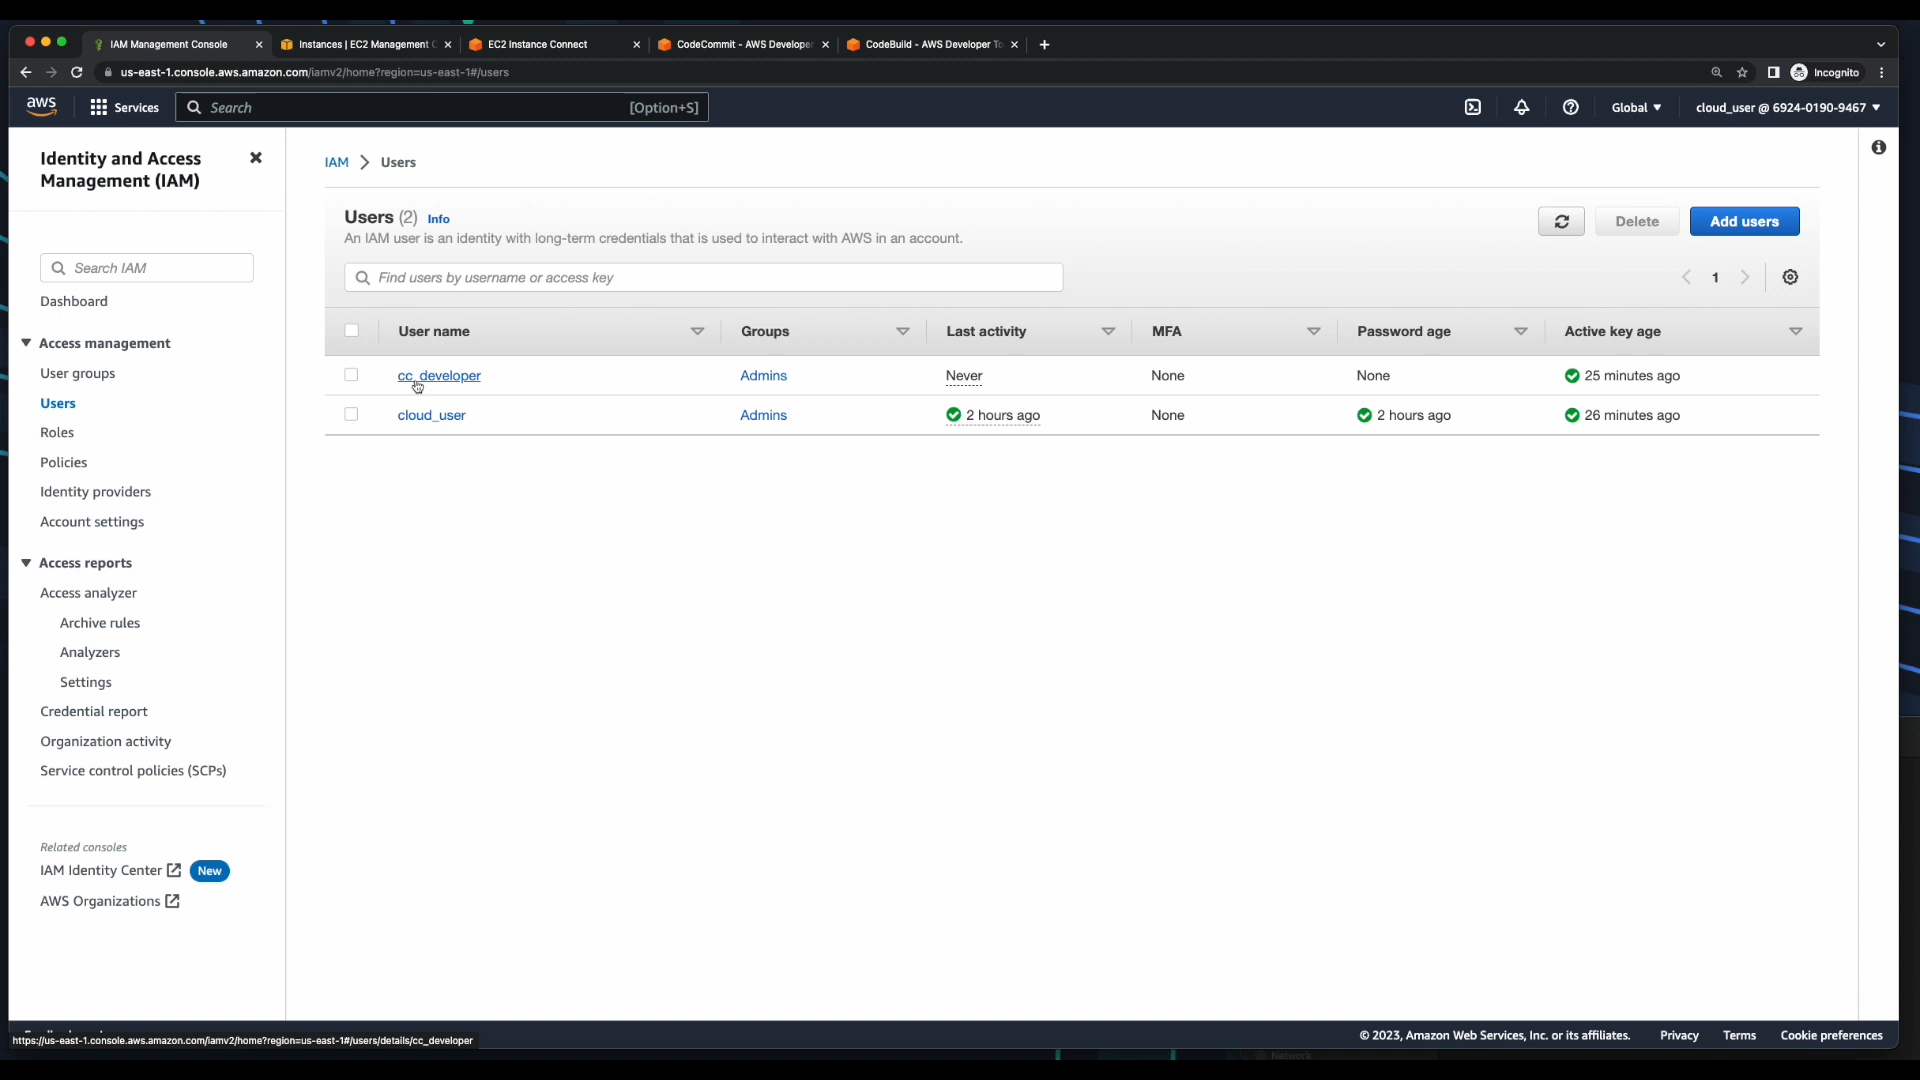 IAM Management Console
Instances | EC2 Management C
EC2 Instance Connect
CodeCommit - AWS Developer
CodeBuild - AWS Developer To
us-east-1.console.aws.amazon.com/iamv2/home?region=us-east-1#/users
Incognito
aws
Services
Search
[Option+S]
Global
cloud_user @ 6924-0190-9467
Identity and Access
Management (IAM)
Search IAM
Dashboard
Access management
User groups
Users
Roles
Policies
Identity providers
Account settings
Access reports
Access analyzer
Archive rules
Analyzers
Settings
Credential report
Organization activity
Service control policies (SCPs)
Related consoles
IAM Identity Center New
AWS Organizations
IAM > Users
Users (2) Info
An IAM user is an identity with long-term credentials that is used to interact with AWS in an account.
Delete
Add users
Find users by username or access key
1
User name Groups Last activity MFA Password age Active key age
cc_developer Admins Never None None 25 minutes ago
cloud_user Admins 2 hours ago None 2 hours ago 26 minutes ago
https://us-east-1.console.aws.amazon.com/iamv2/home?region=us-east-1#/users/details/cc_developer
© 2023, Amazon Web Services, Inc. or its affiliates. Privacy Terms Cookie preferences
Network